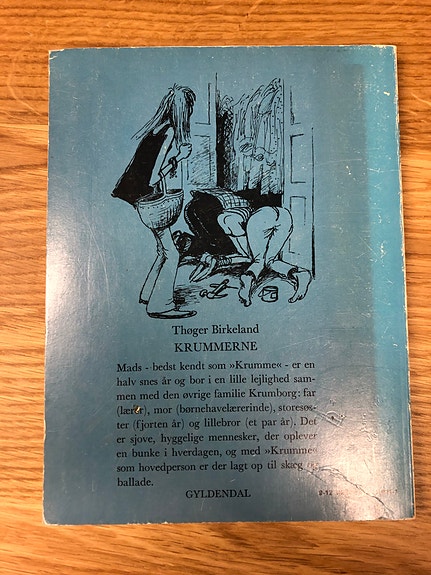 Thøger Birkeland
KRUMMERNE
Mads - bedst kendt som »Krumme« - er en
halv snes år og bor i en lille lejlighed sam-
men med den øvrige familie Krumborg: far
(lærer), mor (børnehavelærerinde), storesøs-
ter (fjorten år) og lillebror (et par år). Det
er sjove, hyggelige mennesker, der oplever
en bunke i hverdagen, og med »Krumme«
som hovedperson er der lagt op til skæg og
ballade.
GYLDENDAL